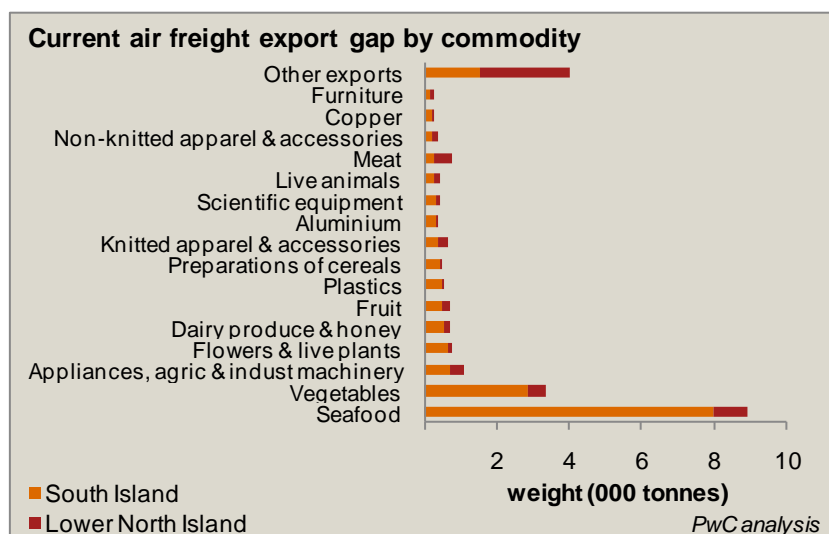 Current air freight export gap by commodity
Other exports
Furniture
Copper
Non-knitted apparel & accessories
Meat
Live animals
Scientific equipment
Aluminium
Knitted apparel & accessories
Preparations of cereals
Plastics
Fruit
Dairy produce & honey
Flowers & live plants
Appliances, agric & indust machinery
Vegetables
Seafood
2 4 6 8 10
weight (000 tonnes)
South Island
Lower North Island
PwC analysis